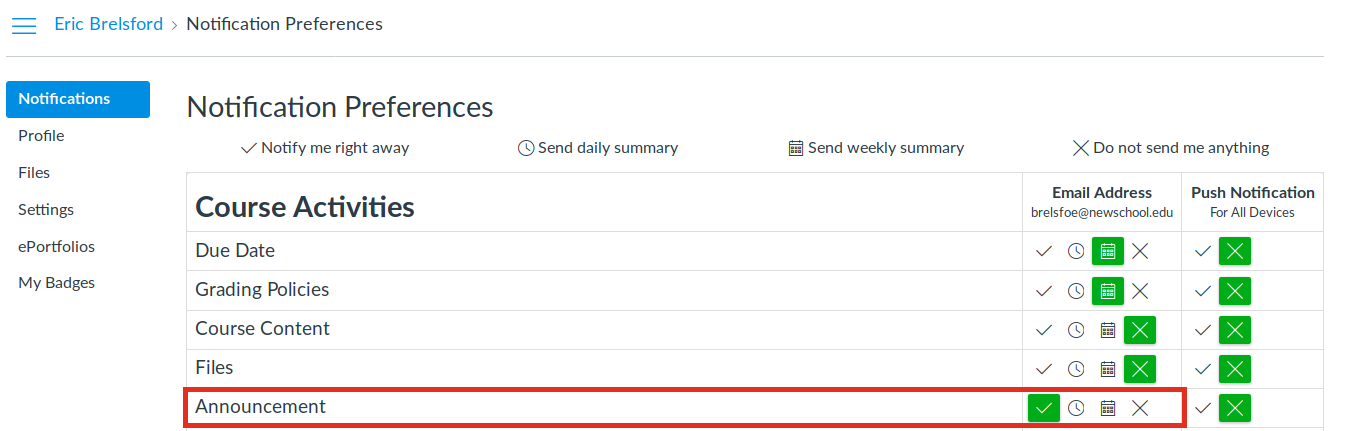 Eric Brelsford > Notification Preferences
Notifications
Profile
Files
Settings
ePortfolios
My Badges
Notification Preferences
Notify me right away Send daily summary Send weekly summary Do not send me anything
Course Activities
Email Address
brelsfoe@newschool.edu
Push Notification
For All Devices
Due Date
Grading Policies
Course Content
Files
Announcement